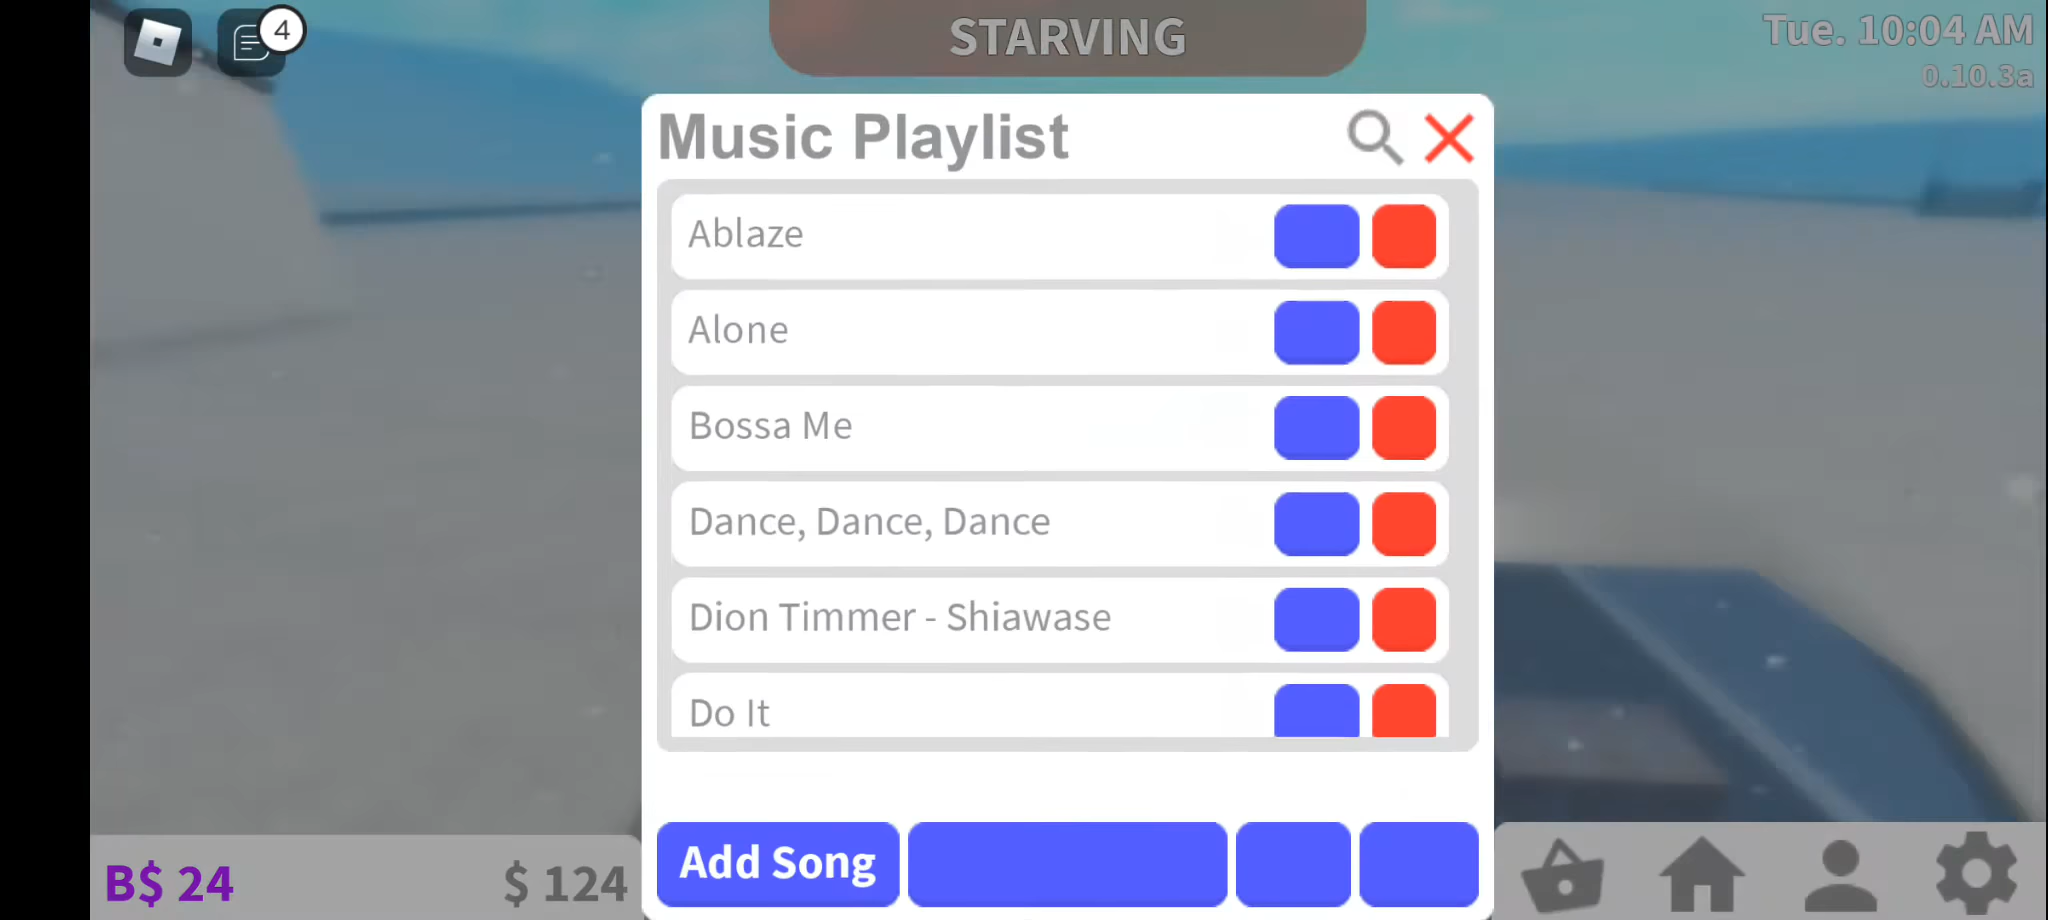 4
STARVING
Tue. 10:04 AM
0.10.3a
Music Playlist
Ablaze
Alone
Bossa Me
Dance, Dance, Dance
Dion Timmer - Shiawase
Do It
Add Song
B$ 24
$ 124